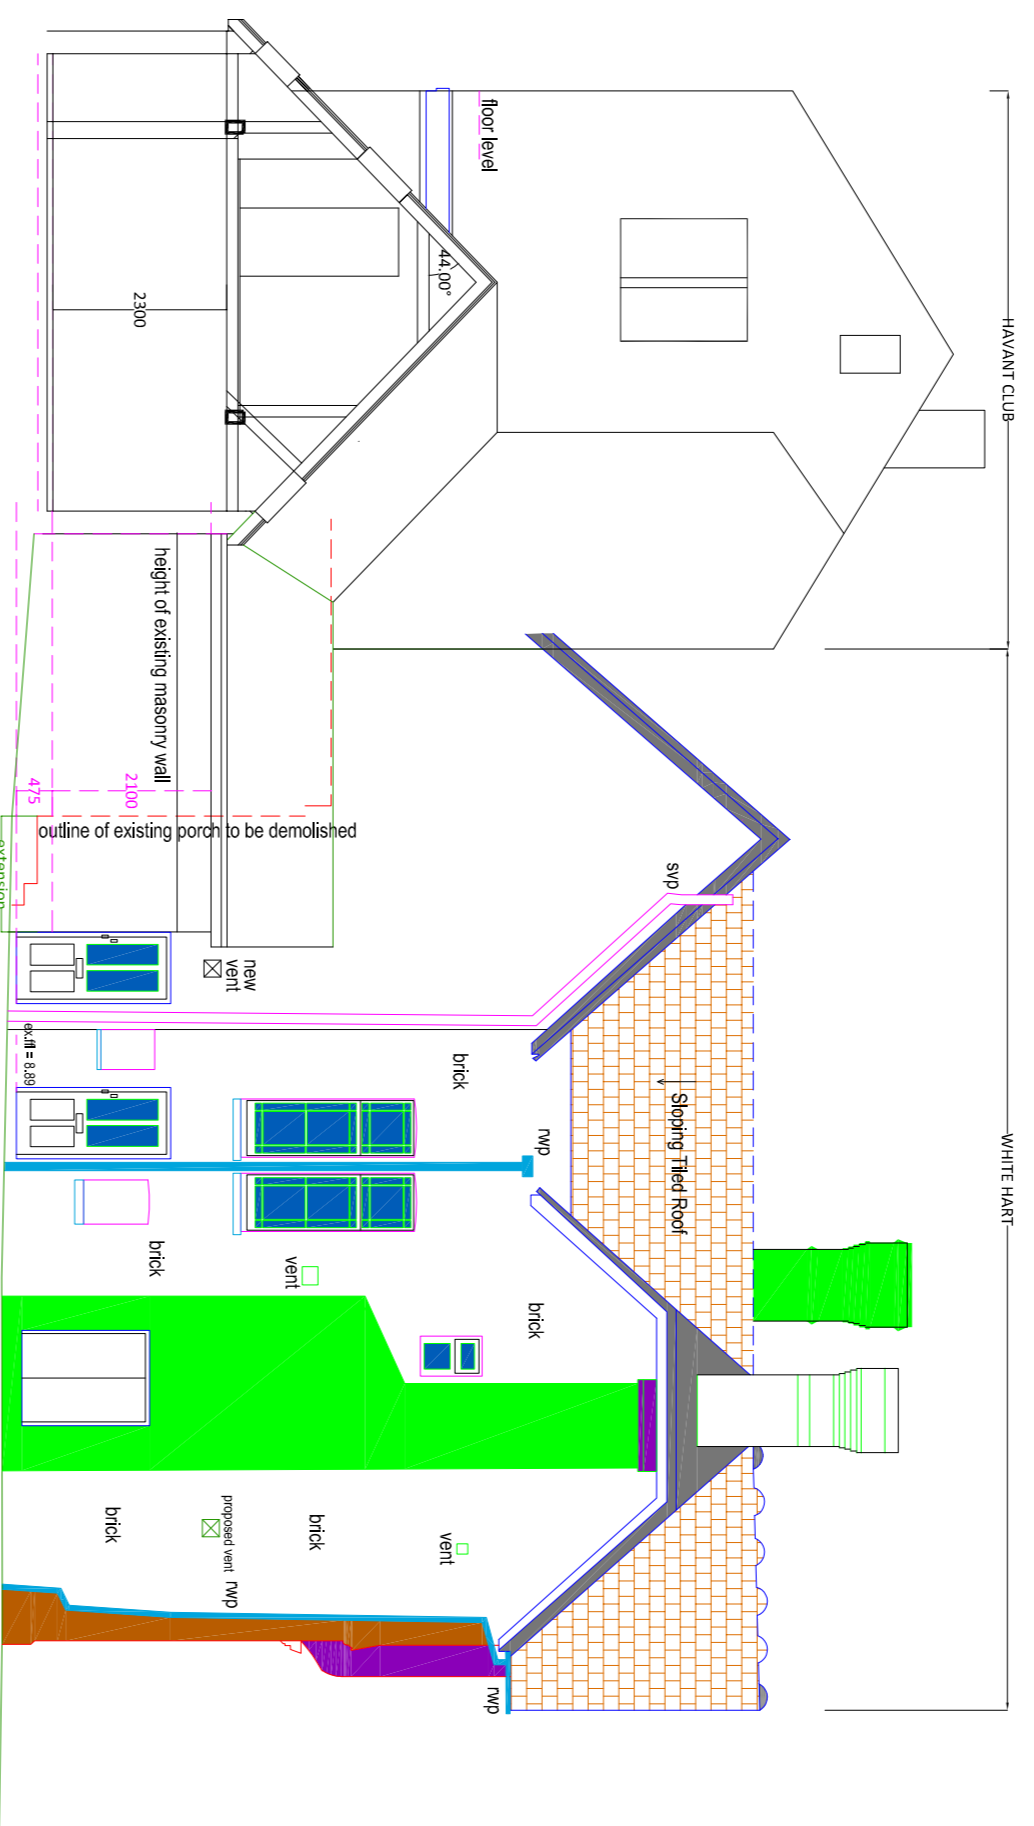 HAVANT CLUB
WHITE HART
floor level
44.00°
2300
height of existing masonry wall
2100
475
outline of existing porch to be demolished
extension
svp
new
vent
ex.ffl = 8.89
brick
Sloping Tiled Roof
rwp
brick
vent
brick
brick
proposed vent
rwp
brick
vent
rwp